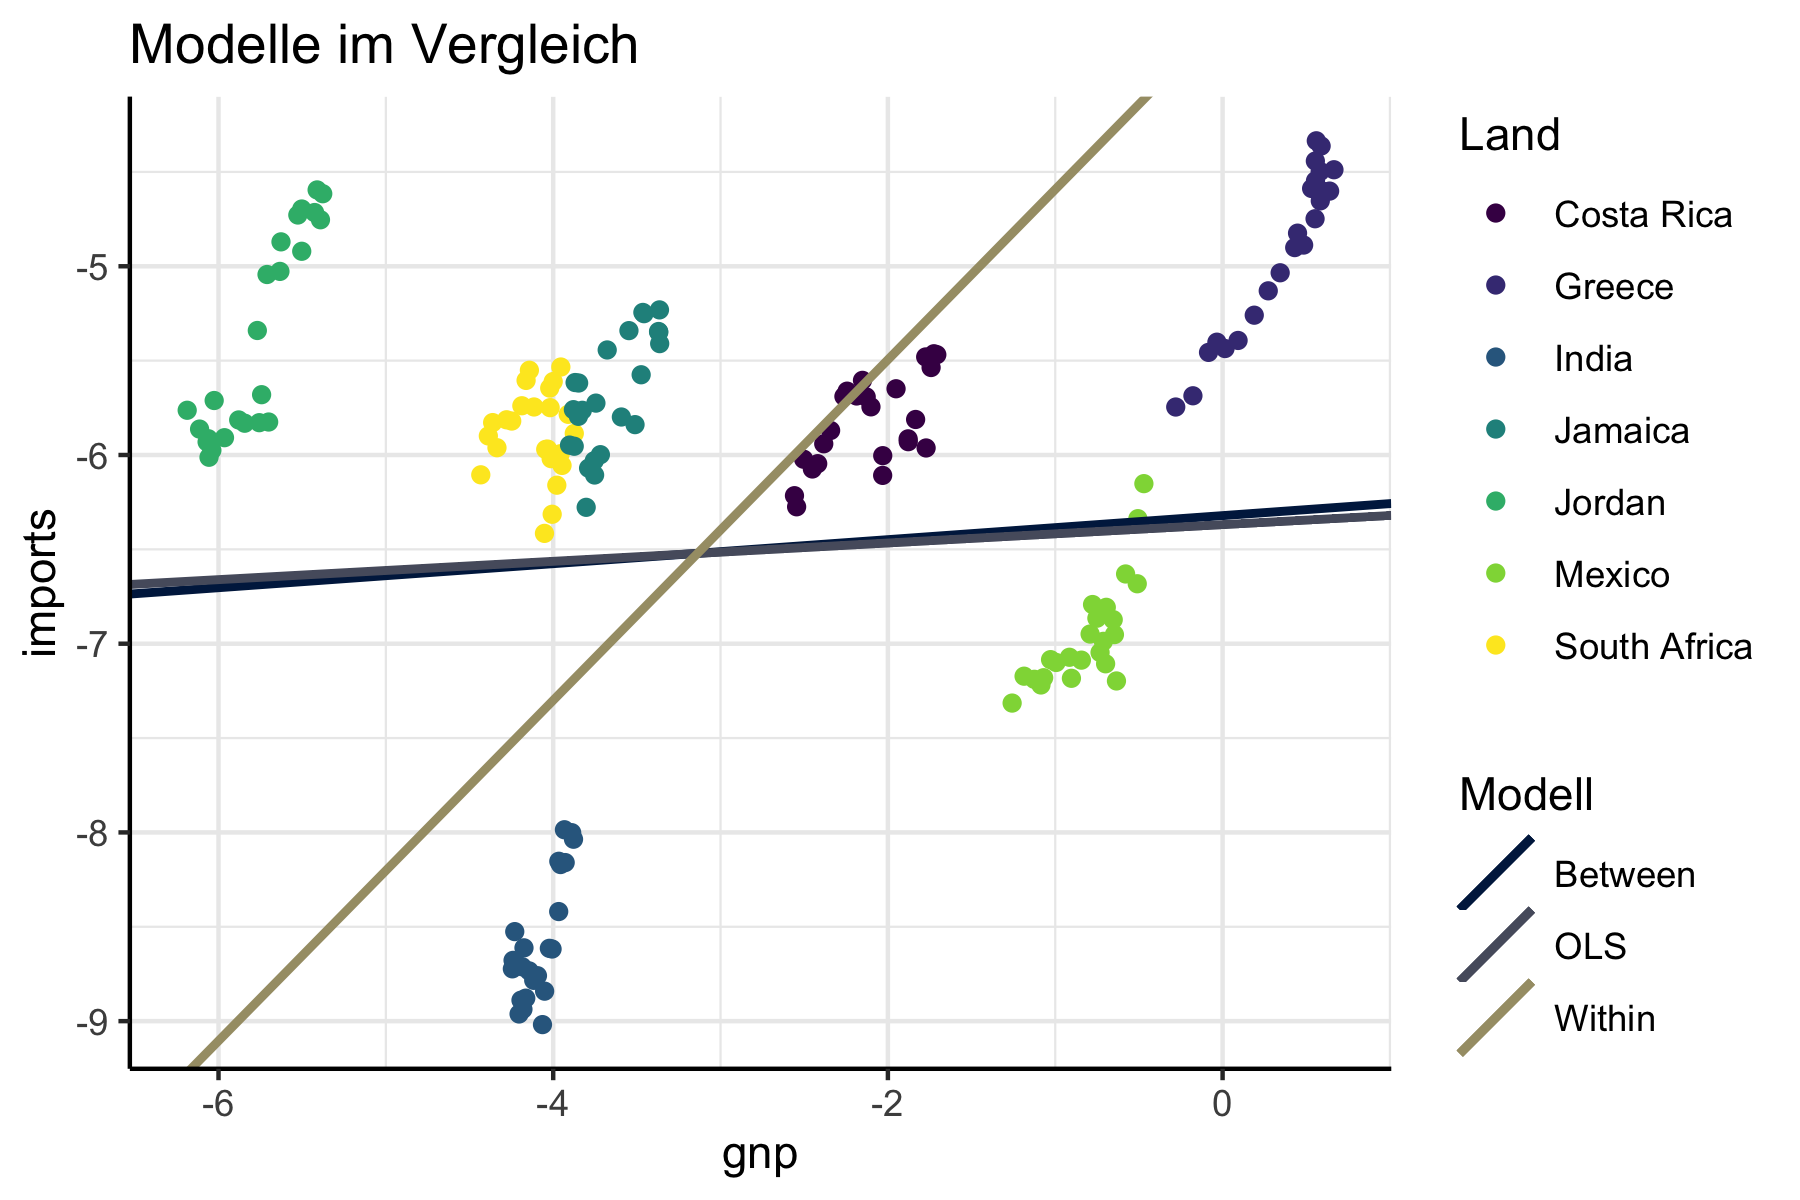 Modelle im Vergleich
imports
-5
-6
-7
-8
-9
-6
-4
-2
0
gnp
Land
Costa Rica
Greece
India
Jamaica
Jordan
Mexico
South Africa
Modell
Between
OLS
Within